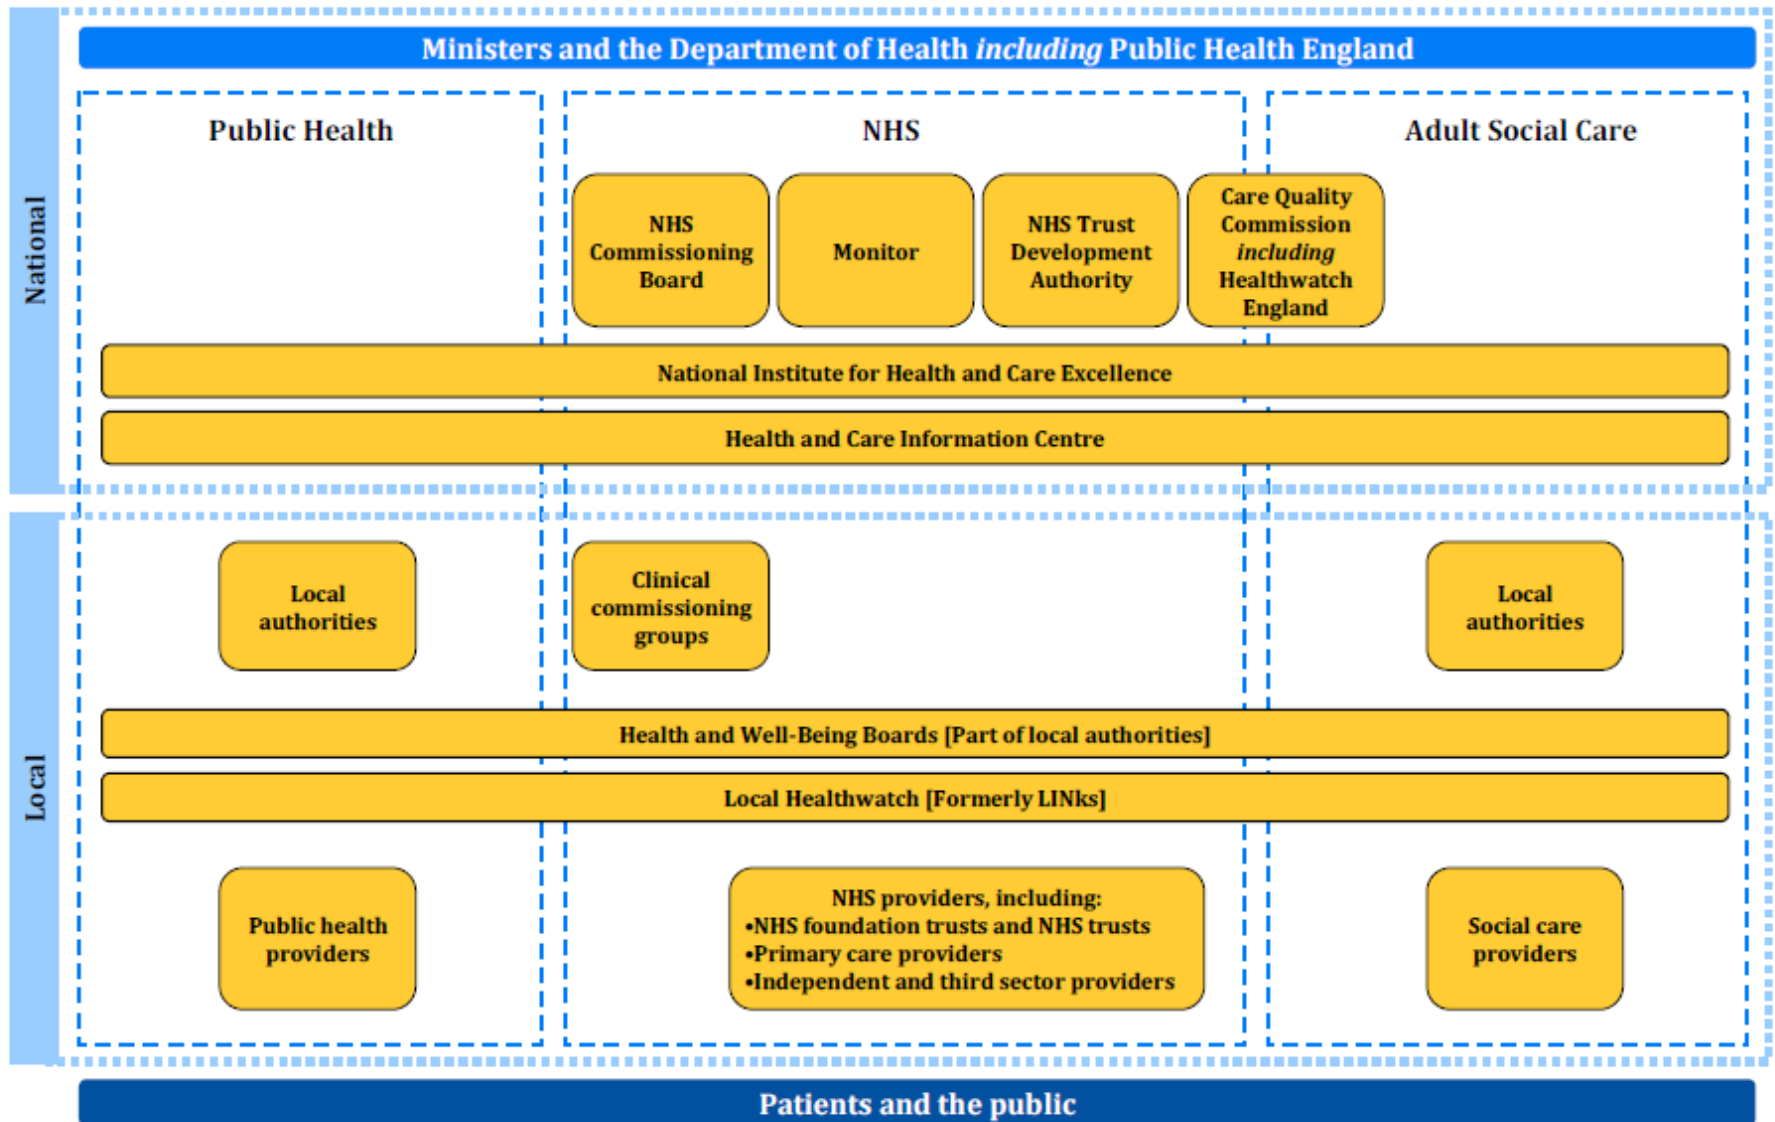 Ministers and the Department of Health including Public Health England
National
Public Health
NHS
Adult Social Care
NHS
Commissioning
Board
Monitor
NHS Trust
Development
Authority
Care Quality
Commission
including
Healthwatch
England
National Institute for Health and Care Excellence
Health and Care Information Centre
Local
Local
authorities
Clinical
commissioning
groups
Local
authorities
Health and Well-Being Boards [Part of local authorities]
Local Healthwatch [Formerly LINks]
Public health
providers
NHS providers, including:
•NHS foundation trusts and NHS trusts
•Primary care providers
•Independent and third sector providers
Social care
providers
Patients and the public